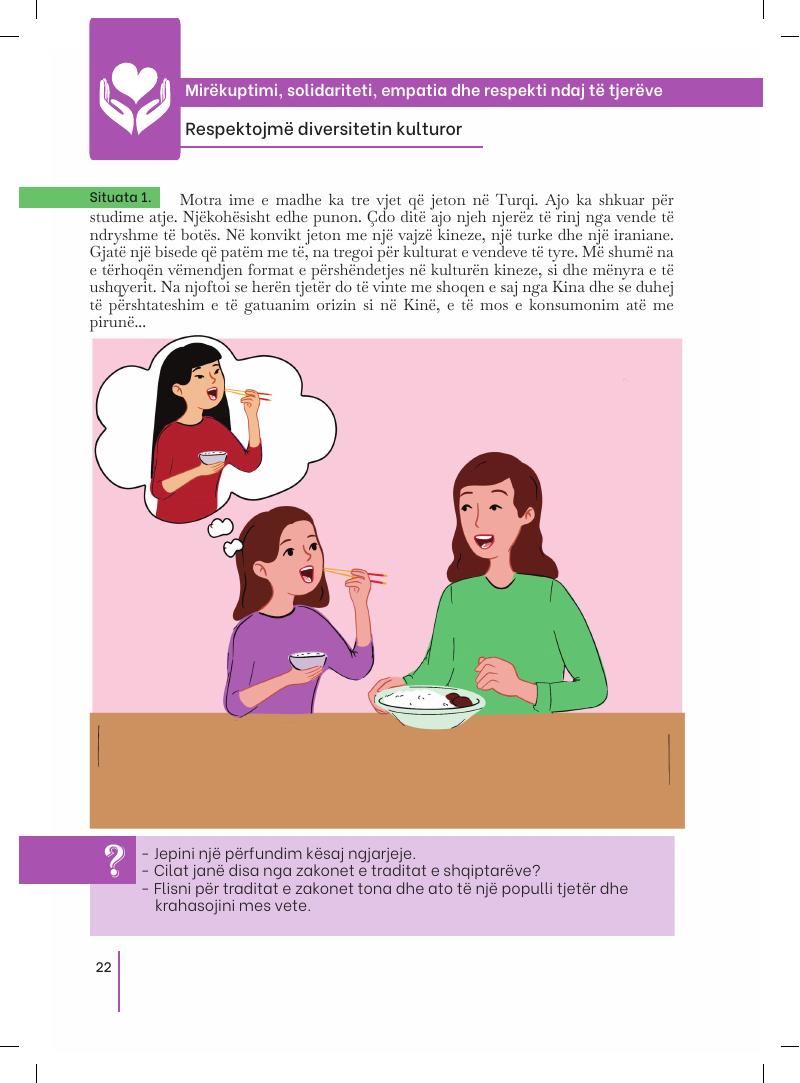 Mirëkuptimi, solidariteti, empatia dhe respekti ndaj të tjerëve
Respektojmë diversitetin kulturor
Situata 1. Motra ime e madhe ka tre vjet që jeton në Turqi. Ajo ka shkuar për
studime atje. Njëkohësisht edhe punon. Çdo ditë ajo njeh njerëz të rinj nga vende të
ndryshme të botës. Në konvikt jeton me një vajzë kineze, një turke dhe një iraniane.
Gjatë një bisede që patëm me të, na tregoi për kulturat e vendeve të tyre. Më shumë na
e tërhoqën vëmendjen format e përshëndetjes në kulturën kineze, si dhe mënyra e të
ushqyerit. Na njoftoi se herën tjetër do të vinte me shoqen e saj nga Kina dhe se duhej
të përshtateshim e të gatuanim orizin si në Kinë, e të mos e konsumonim atë me
pirunë...
?
- Jepini një përfundim kësaj ngjarjeje.
- Cilat janë disa nga zakonet e traditat e shqiptarëve?
- Flisni për traditat e zakonet tona dhe ato të një populli tjetër dhe
krahasojini mes vete.
22